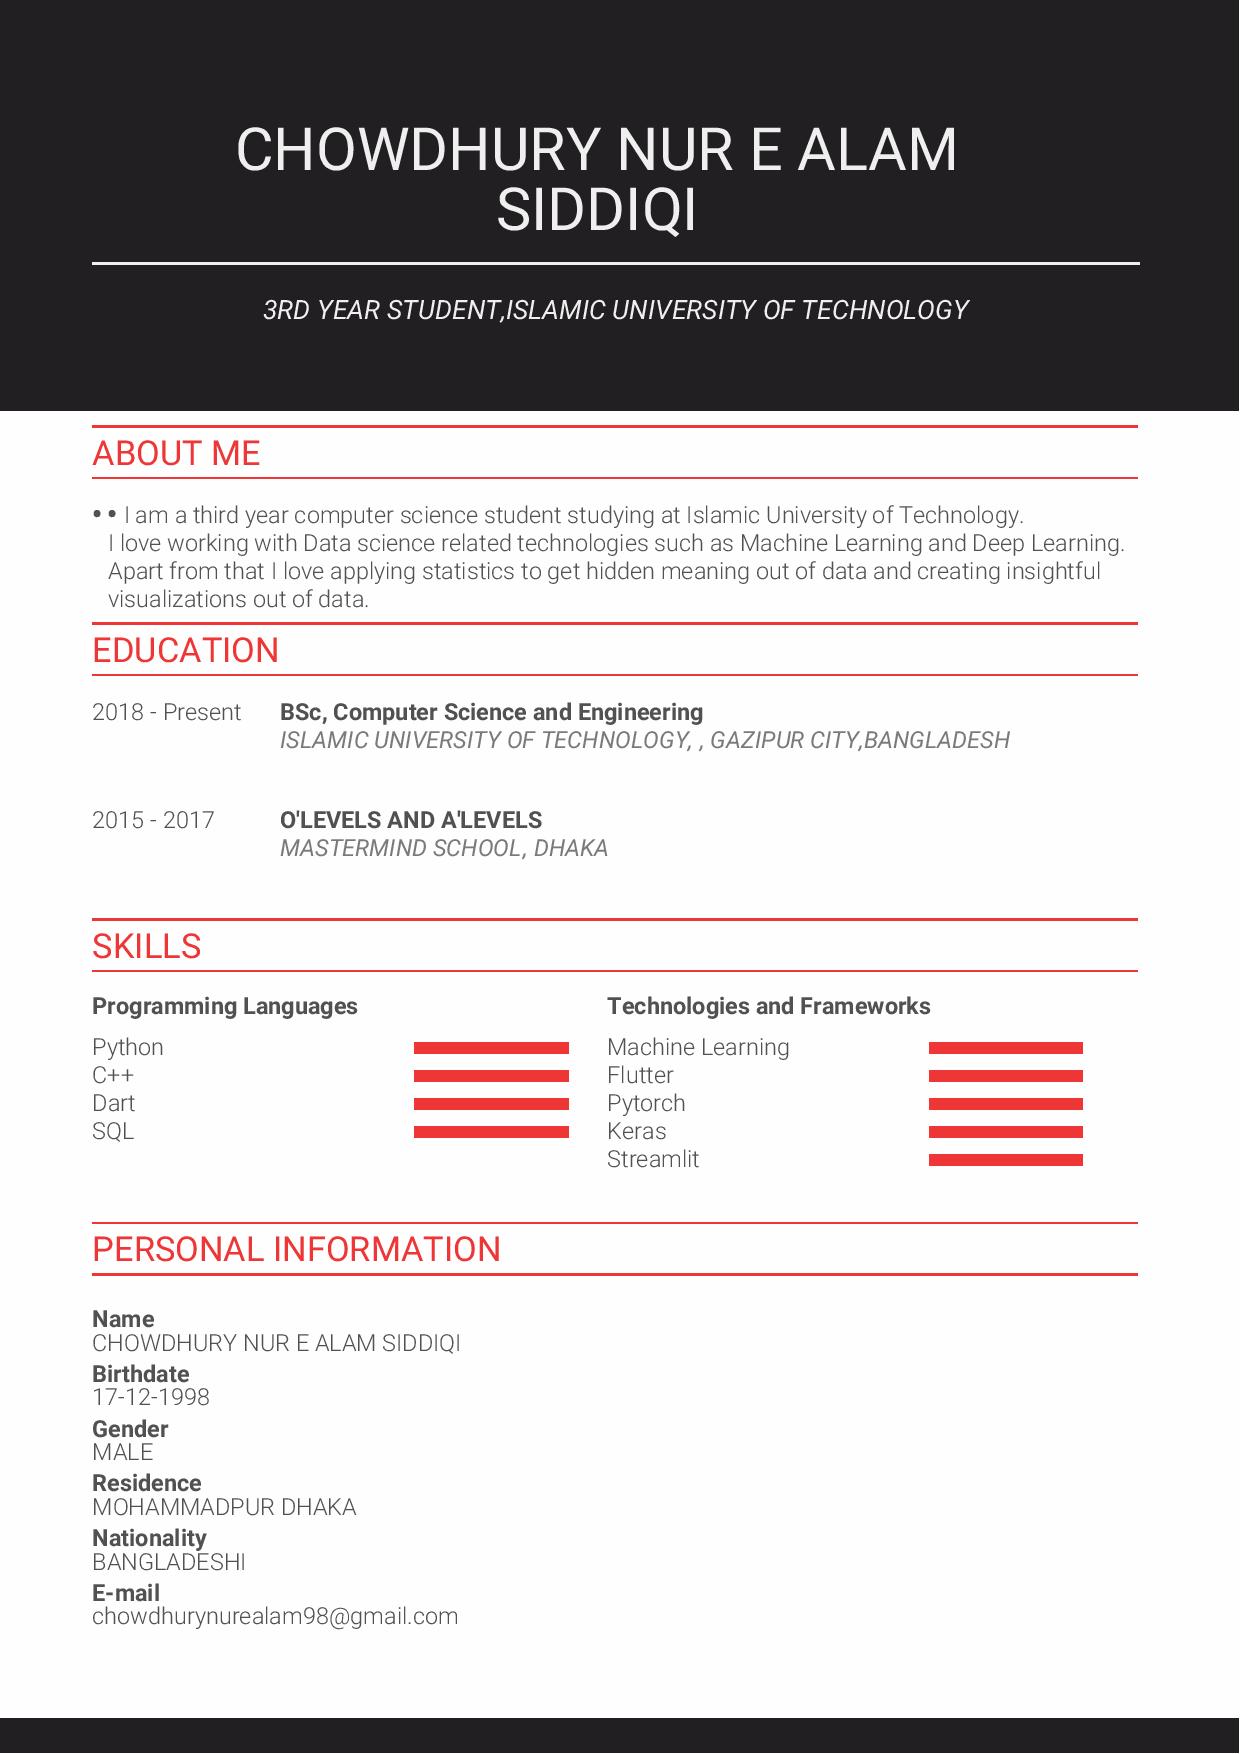 CHOWDHURY NUR E ALAM
SIDDIQI
3RD YEAR STUDENT,ISLAMIC UNIVERSITY OF TECHNOLOGY
ABOUT ME
• • I am a third year computer science student studying at Islamic University of Technology.
I love working with Data science related technologies such as Machine Learning and Deep Learning.
Apart from that I love applying statistics to get hidden meaning out of data and creating insightful
visualizations out of data.
EDUCATION
2018 - Present BSc, Computer Science and Engineering
ISLAMIC UNIVERSITY OF TECHNOLOGY, , GAZIPUR CITY,BANGLADESH
2015 - 2017 O'LEVELS AND A'LEVELS
MASTERMIND SCHOOL, DHAKA
SKILLS
Programming Languages
Python
C++
Dart
SQL
Technologies and Frameworks
Machine Learning
Flutter
Pytorch
Keras
Streamlit
PERSONAL INFORMATION
Name
CHOWDHURY NUR E ALAM SIDDIQI
Birthdate
17-12-1998
Gender
MALE
Residence
MOHAMMADPUR DHAKA
Nationality
BANGLADESHI
E-mail
chowdhurynurealam98@gmail.com